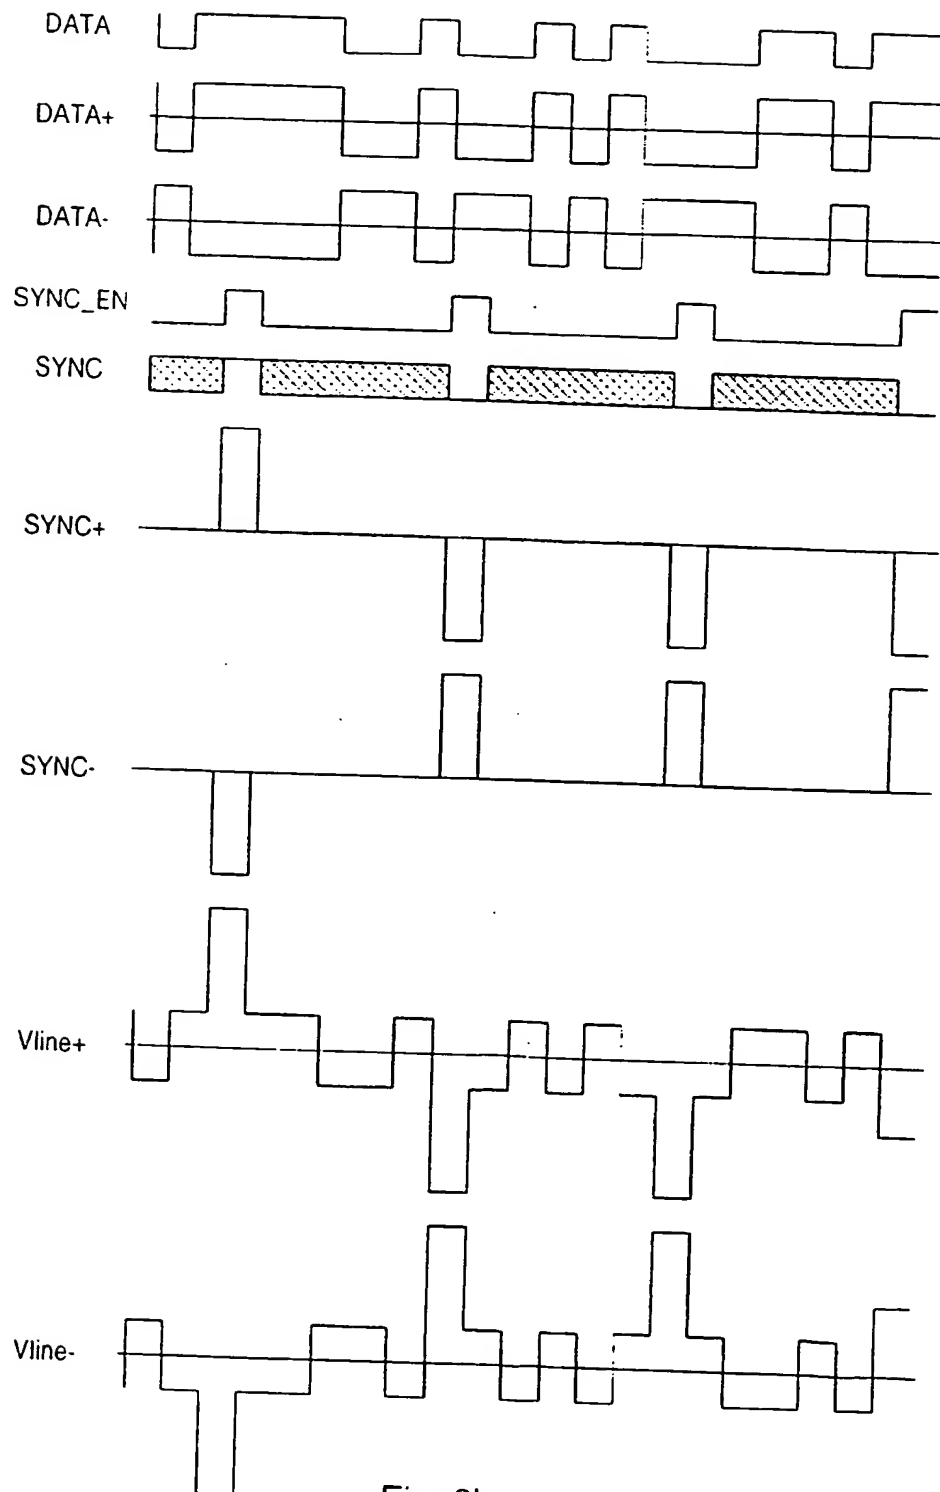 DATA
DATA+
DATA-
SYNC_EN
SYNC
SYNC+
SYNC-
Vline+
Vline-